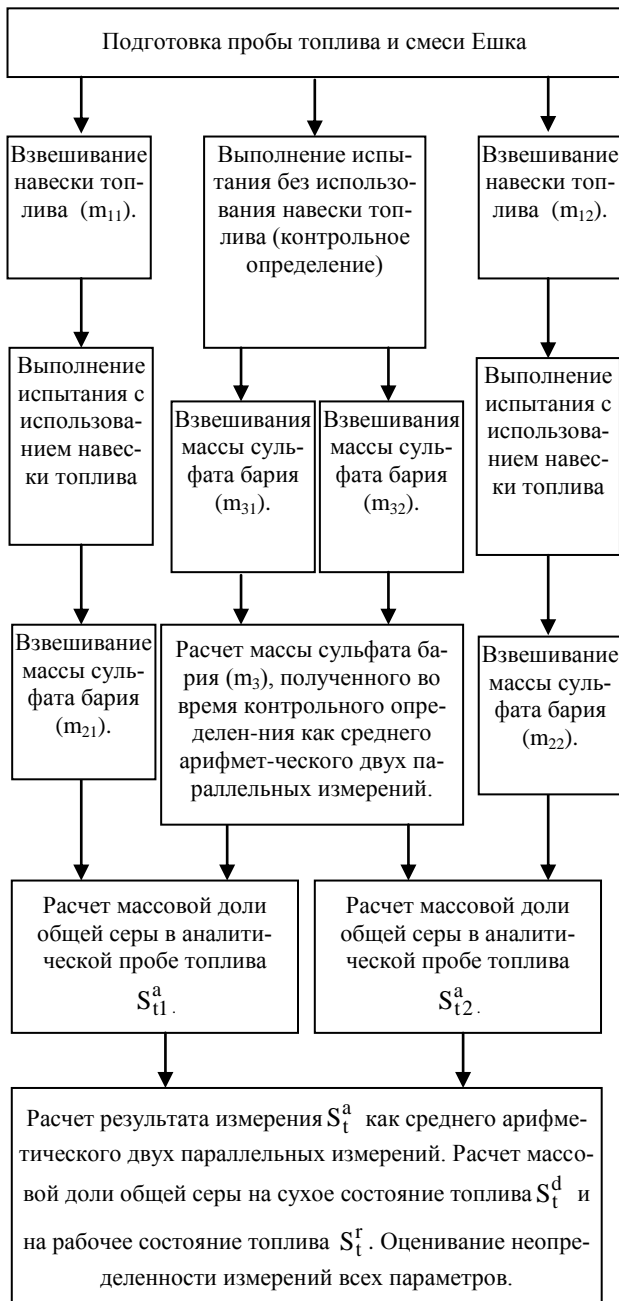 Подготовка пробы топлива и смеси Ешка
Взвешивание
навески топ-
лива (m₁₁).
Выполнение испы-
тания без использо-
вания навески топ-
лива (контрольное
определение)
Взвешивание
навески топ-
лива (m₁₂).
Выполнение
испытания с
использова-
нием навес-
ки топлива
Взвешивания
массы суль-
фата бария
(m₃₁).
Взвешивания
массы суль-
фата бария
(m₃₂).
Выполнение
испытания с
использова-
нием навес-
ки топлива
Взвешивание
массы суль-
фата бария
(m₂₁).
Расчет массы сульфата ба-
рия (m₃), полученного во
время контрольного опре-
делен-ния как среднего
арифмет-ческого двух па-
раллельных измерений.
Взвешивание
массы суль-
фата бария
(m₂₂).
Расчет массовой доли
общей серы в аналити-
ческой пробе топлива
S_{t1}^{a}.
Расчет массовой доли
общей серы в аналити-
ческой пробе топлива
S_{t2}^{a}.
Расчет результата измерения S_{t}^{a} как среднего арифме-
тического двух параллельных измерений. Расчет массо-
вой доли общей серы на сухое состояние топлива S_{t}^{d} и
на рабочее состояние топлива S_{t}^{r}. Оценивание неопре-
деленности измерений всех параметров.